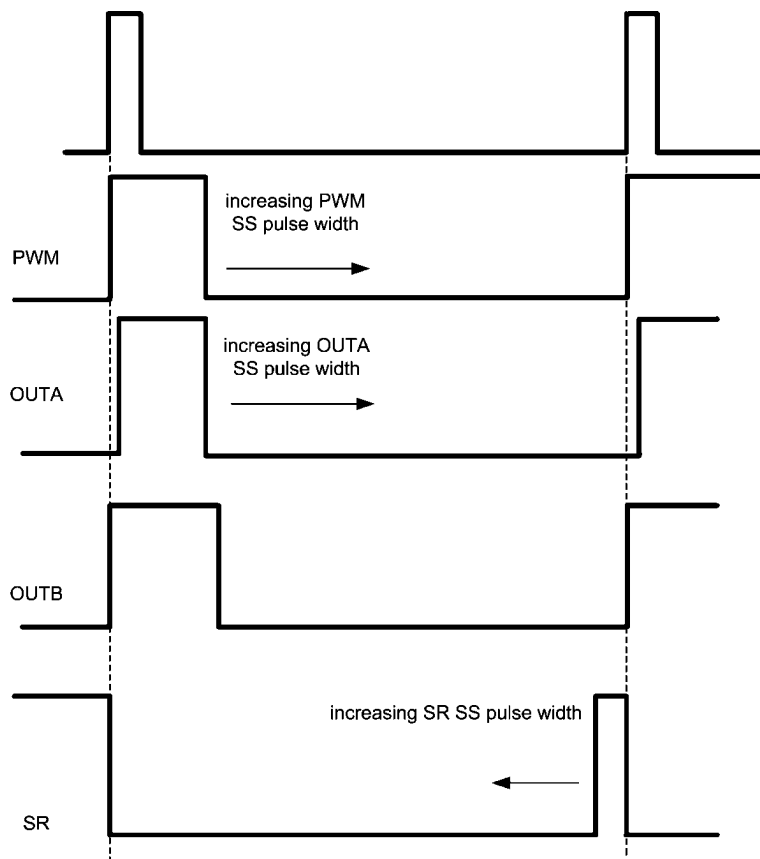 increasing PWM
SS pulse width
PWM
increasing OUTA
SS pulse width
OUTA
OUTB
increasing SR SS pulse width
SR